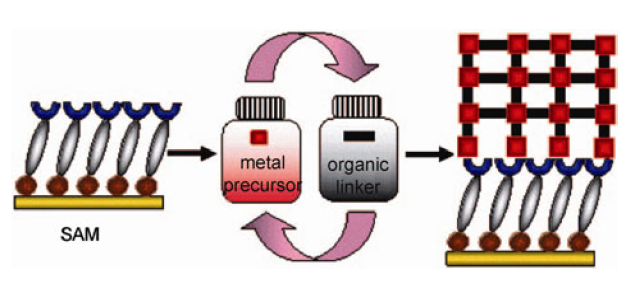 SAM
metal
precursor
organic
linker